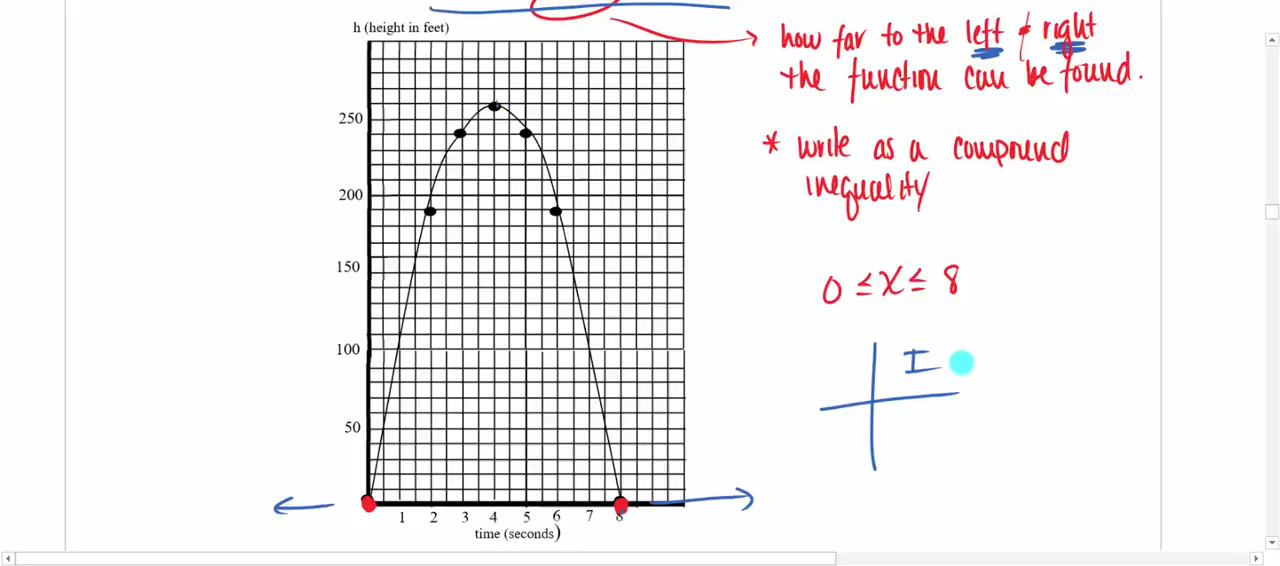 h (height in feet)
how far to the left & right
the function can be found.
* write as a compound
inequality
250
200
150
100
50
0 ≤ x ≤ 8
I
1 2 3 4 5 6 7 8
time (seconds)